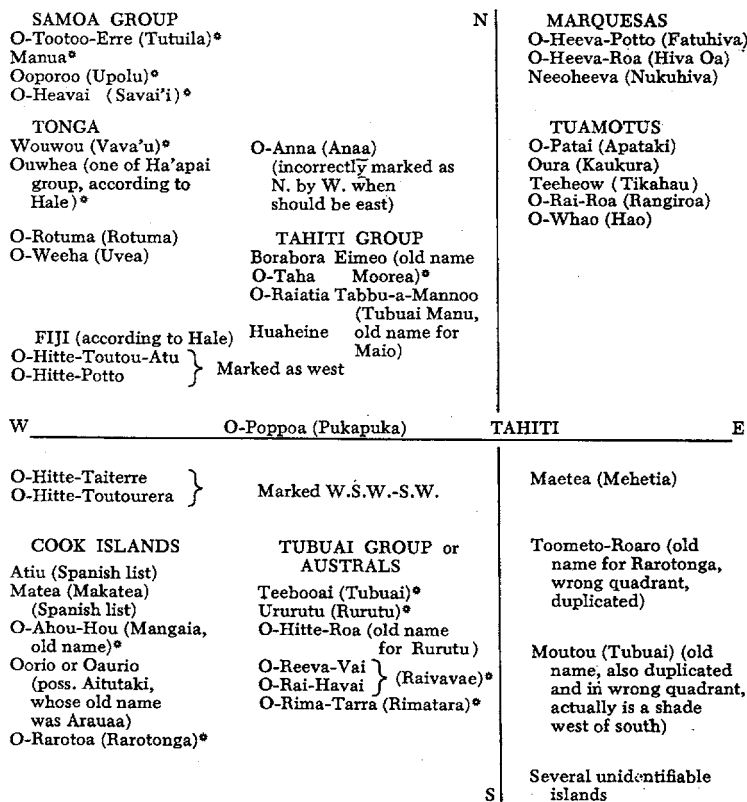 SAMOA GROUP
O-Tootoo-Erre (Tutuila)*
Manua*
Ooporoo (Upolu)*
O-Heavai (Savai'i)*
TONGA
Wouwou (Vava'u)*
Ouwhea (one of Ha'apai
group, according to
Hale)*
O-Rotuma (Rotuma)
O-Weeha (Uvea)
O-Anna (Anaa)
(incorrectly marked as
N. by W. when
should be east)
TAHITI GROUP
Borabora Eimeo (old name
O-Taha Moorea)*
O-Raiatia Tabbu-a-Mannoo
(Tubuai Manu,
Huaheine old name for
Maio)
FIJI (according to Hale)
O-Hitte-Toutou-Atu
O-Hitte-Potto
Marked as west
N
MARQUESAS
O-Heeva-Potto (Fatuhiva)
O-Heeva-Roa (Hiva Oa)
Neeoheeva (Nukuhiva)
TUAMOTUS
O-Patai (Apataki)
Oura (Kaukura)
Teeheow (Tikahau)
O-Rai-Roa (Rangiroa)
O-Whao (Hao)
W O-Poppoa (Pukapuka) TAHITI E
O-Hitte-Taiterre
O-Hitte-Toutourera
Marked W.S.W.-S.W.
COOK ISLANDS
Atiu (Spanish list)
Matea (Makatea)
(Spanish list)
O-Ahou-Hou (Mangaia,
old name)*
Oorio or Oaurio
(poss. Aitutaki,
whose old name
was Arauaa)
O-Rarotoa (Rarotonga)*
TUBUAI GROUP or
AUSTRALS
Teebooai (Tubuai)*
Ururutu (Rurutu)*
O-Hitte-Roa (old name
for Rurutu)
O-Reeva-Vai
O-Rai-Havai
(Raivavae)*
O-Rima-Tarra (Rimatara)*
Maetea (Mehetia)
Toometo-Roaro (old
name for Rarotonga,
wrong quadrant,
duplicated)
Moutou (Tubuai) (old
name, also duplicated
and in wrong quadrant,
actually is a shade
west of south)
Several unidentifiable
islands
S